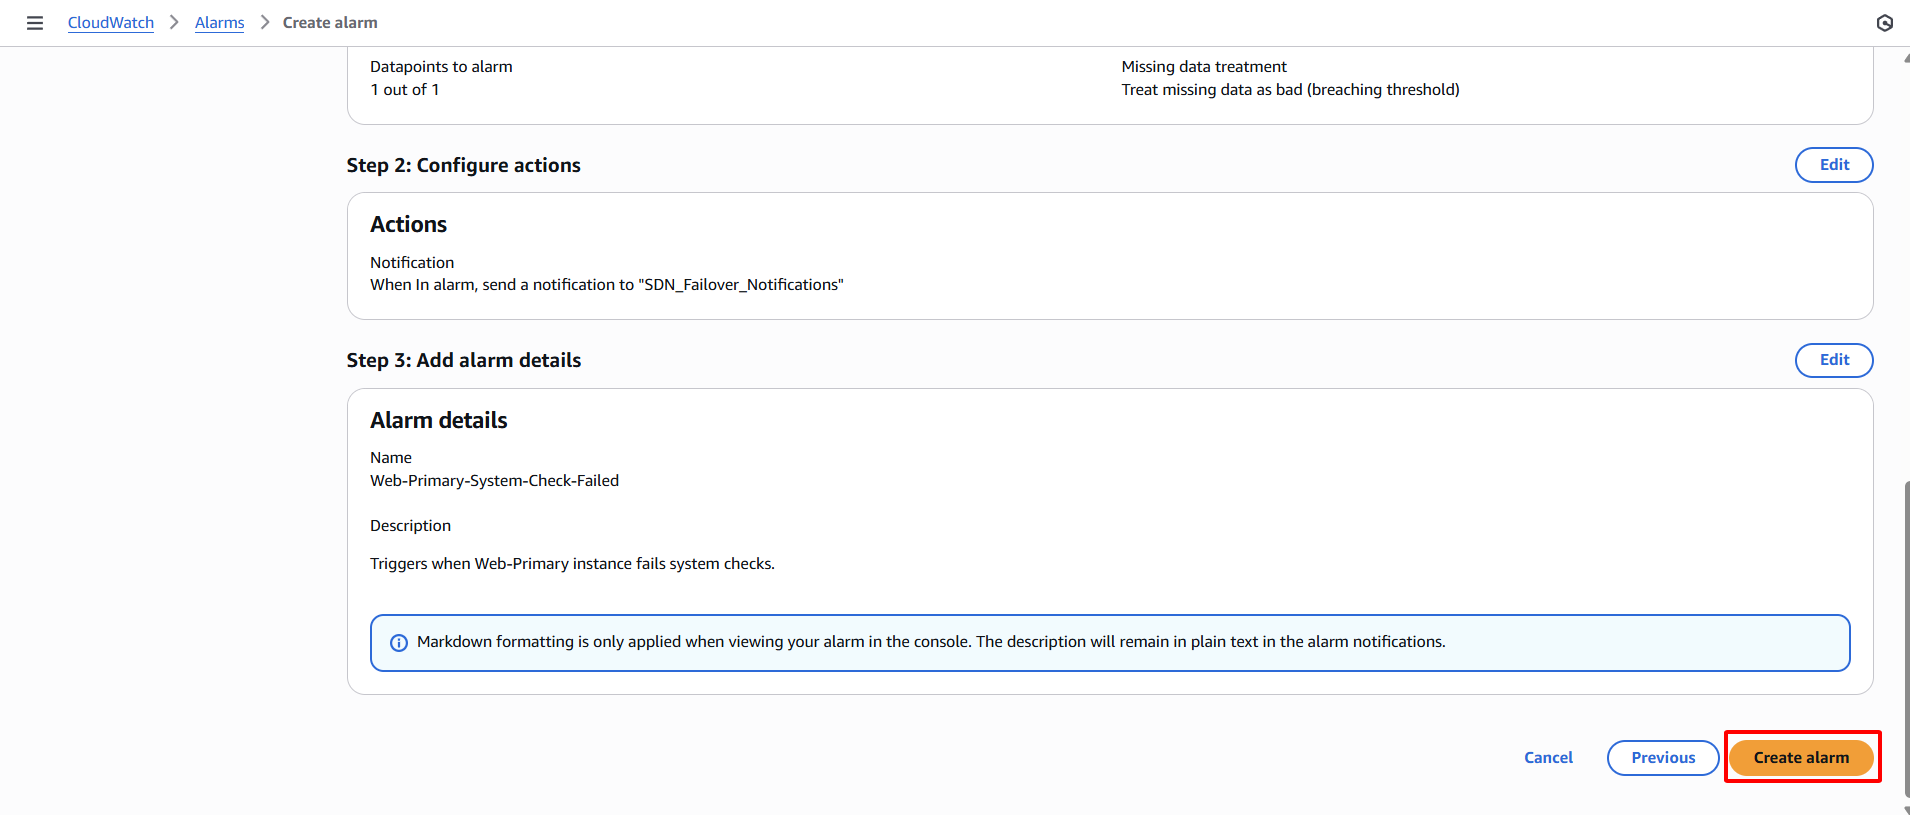 CloudWatch > Alarms > Create alarm
Datapoints to alarm
1 out of 1
Missing data treatment
Treat missing data as bad (breaching threshold)
Step 2: Configure actions
Edit
Actions
Notification
When In alarm, send a notification to "SDN_Failover_Notifications"
Step 3: Add alarm details
Edit
Alarm details
Name
Web-Primary-System-Check-Failed
Description
Triggers when Web-Primary instance fails system checks.
Markdown formatting is only applied when viewing your alarm in the console. The description will remain in plain text in the alarm notifications.
Cancel
Previous
Create alarm